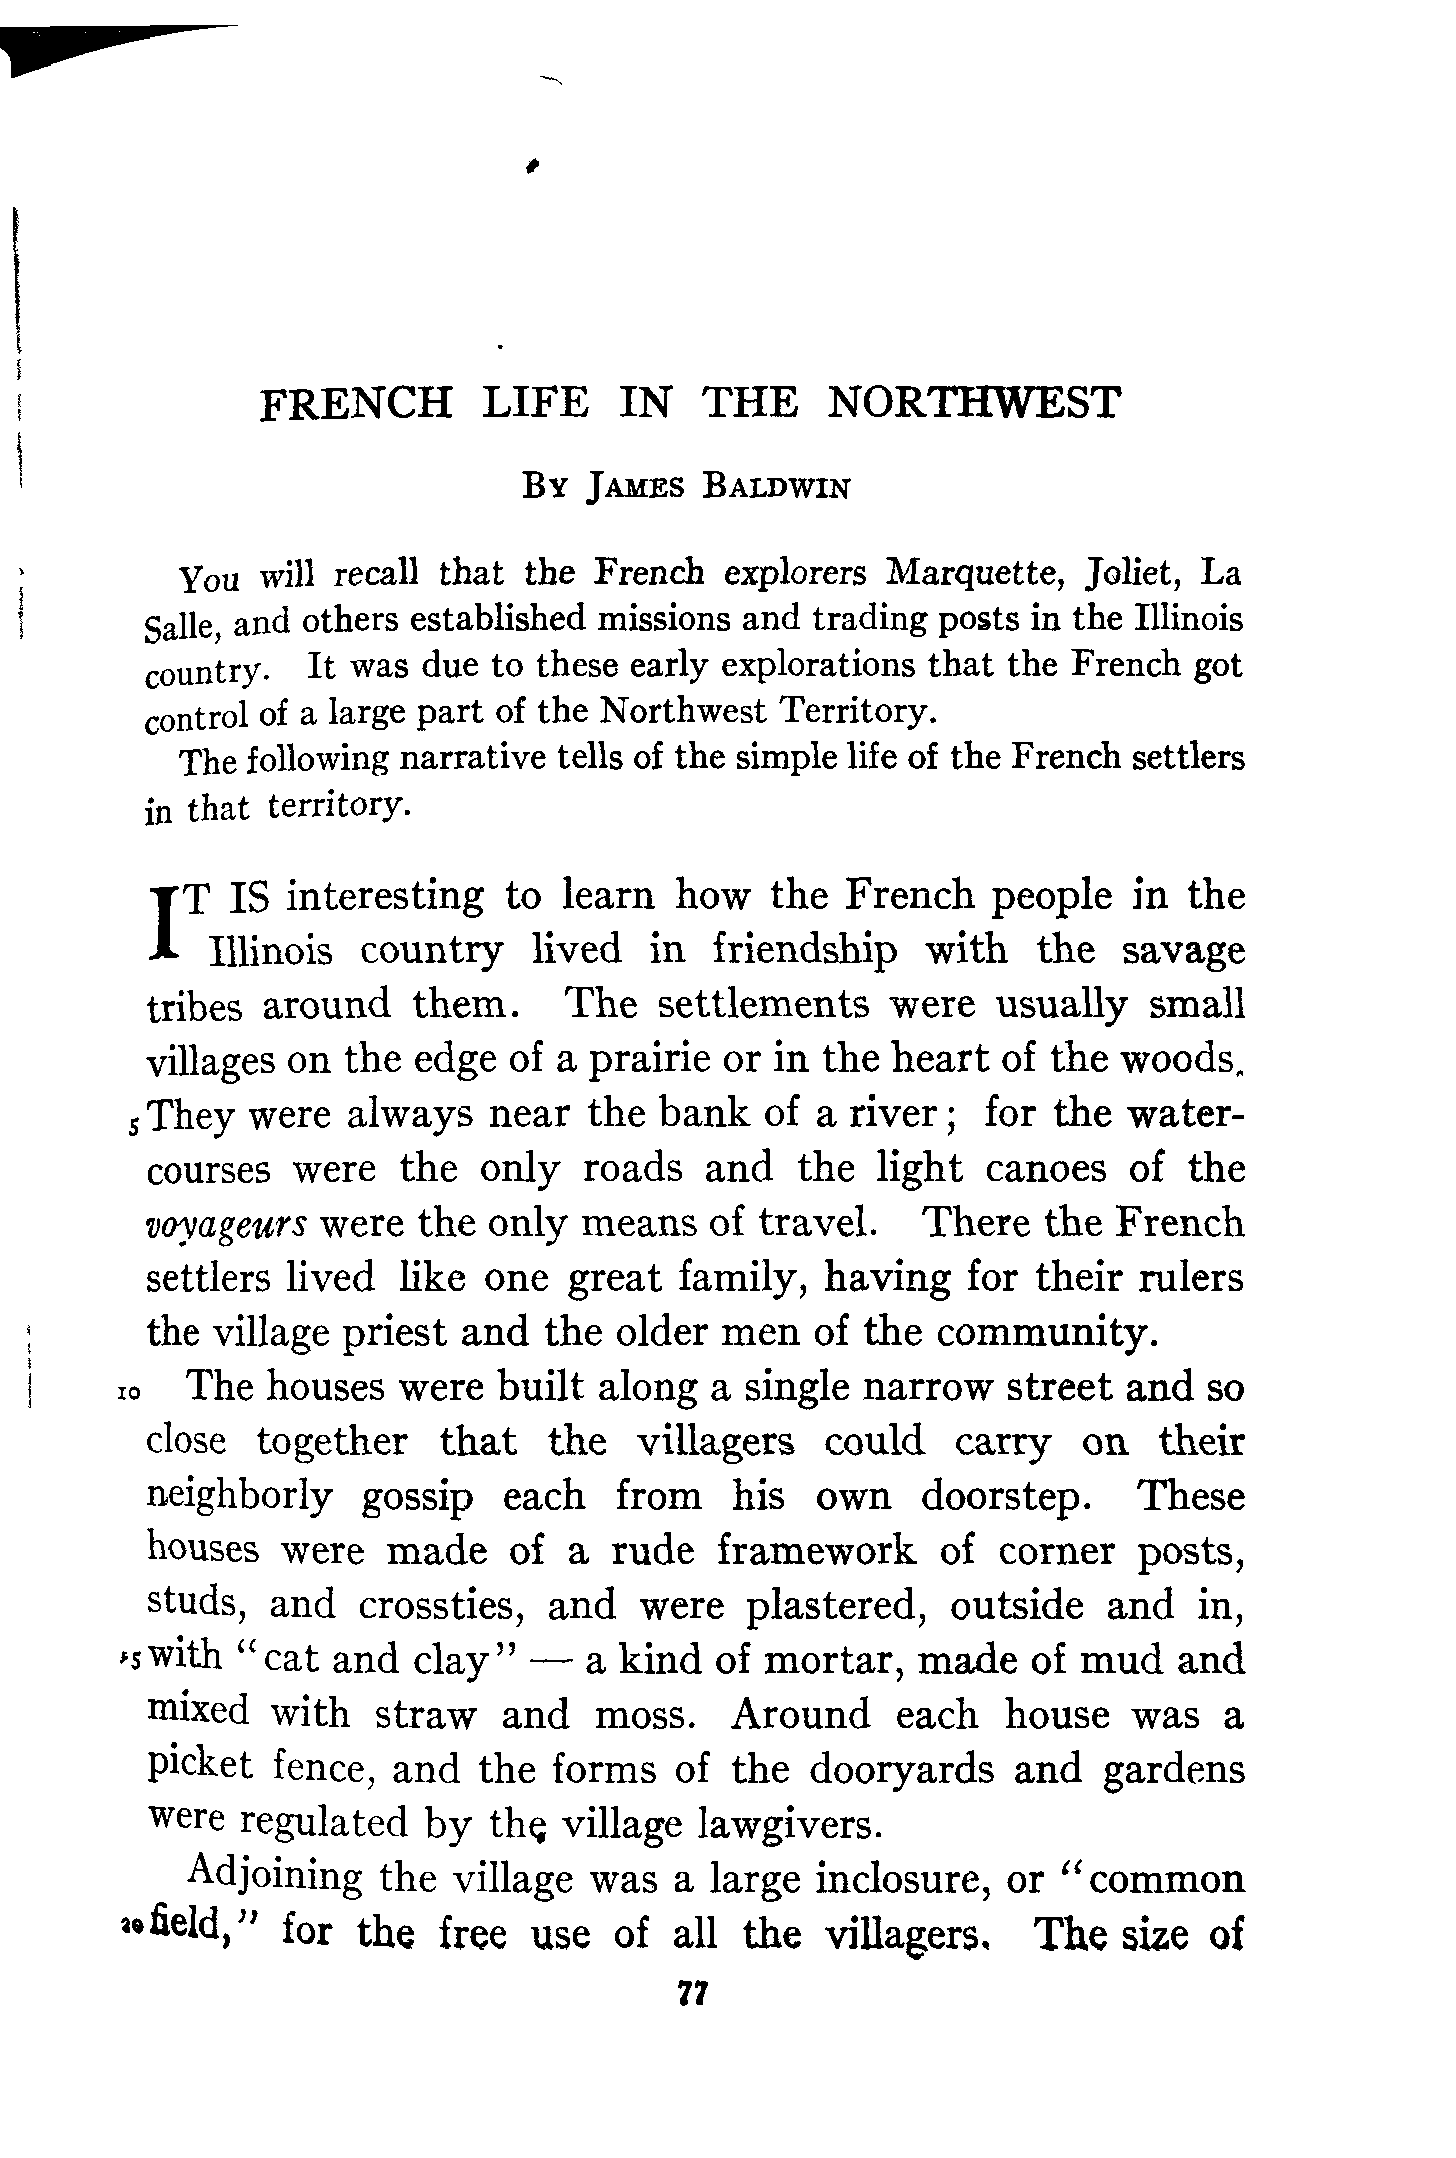 FRENCH LIFE IN THE NORTHWEST
BY JAMES BALDWIN
You will recall that the French explorers Marquette, Joliet, La
Salle, and others established missions and trading posts in the Illinois
country. It was due to these early explorations that the French got
control of a large part of the Northwest Territory.
The following narrative tells of the simple life of the French settlers
in that territory.
IT IS interesting to learn how the French people in the
Illinois country lived in friendship with the savage
tribes around them. The settlements were usually small
villages on the edge of a prairie or in the heart of the woods.
5 They were always near the bank of a river; for the water-
courses were the only roads and the light canoes of the
voyageurs were the only means of travel. There the French
settlers lived like one great family, having for their rulers
the village priest and the older men of the community.
10 The houses were built along a single narrow street and so
close together that the villagers could carry on their
neighborly gossip each from his own doorstep. These
houses were made of a rude framework of corner posts,
studs, and crossties, and were plastered, outside and in,
15 with "cat and clay" — a kind of mortar, made of mud and
mixed with straw and moss. Around each house was a
picket fence, and the forms of the dooryards and gardens
were regulated by the village lawgivers.
Adjoining the village was a large inclosure, or "common
20 field," for the free use of all the villagers. The size of
77